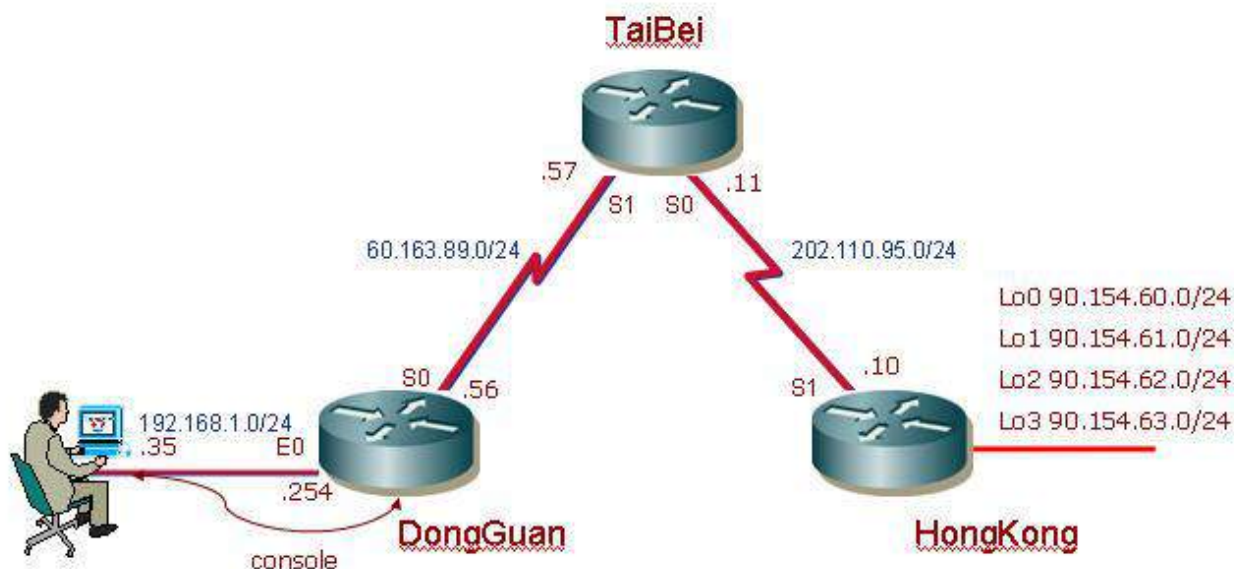 TaiBei
.57
S1
S0
.11
60.163.89.0/24
202.110.95.0/24
Lo0 90.154.60.0/24
Lo1 90.154.61.0/24
Lo2 90.154.62.0/24
Lo3 90.154.63.0/24
S0
.56
S1
.10
192.168.1.0/24
.35
E0
.254
DongGuan
HongKong
console